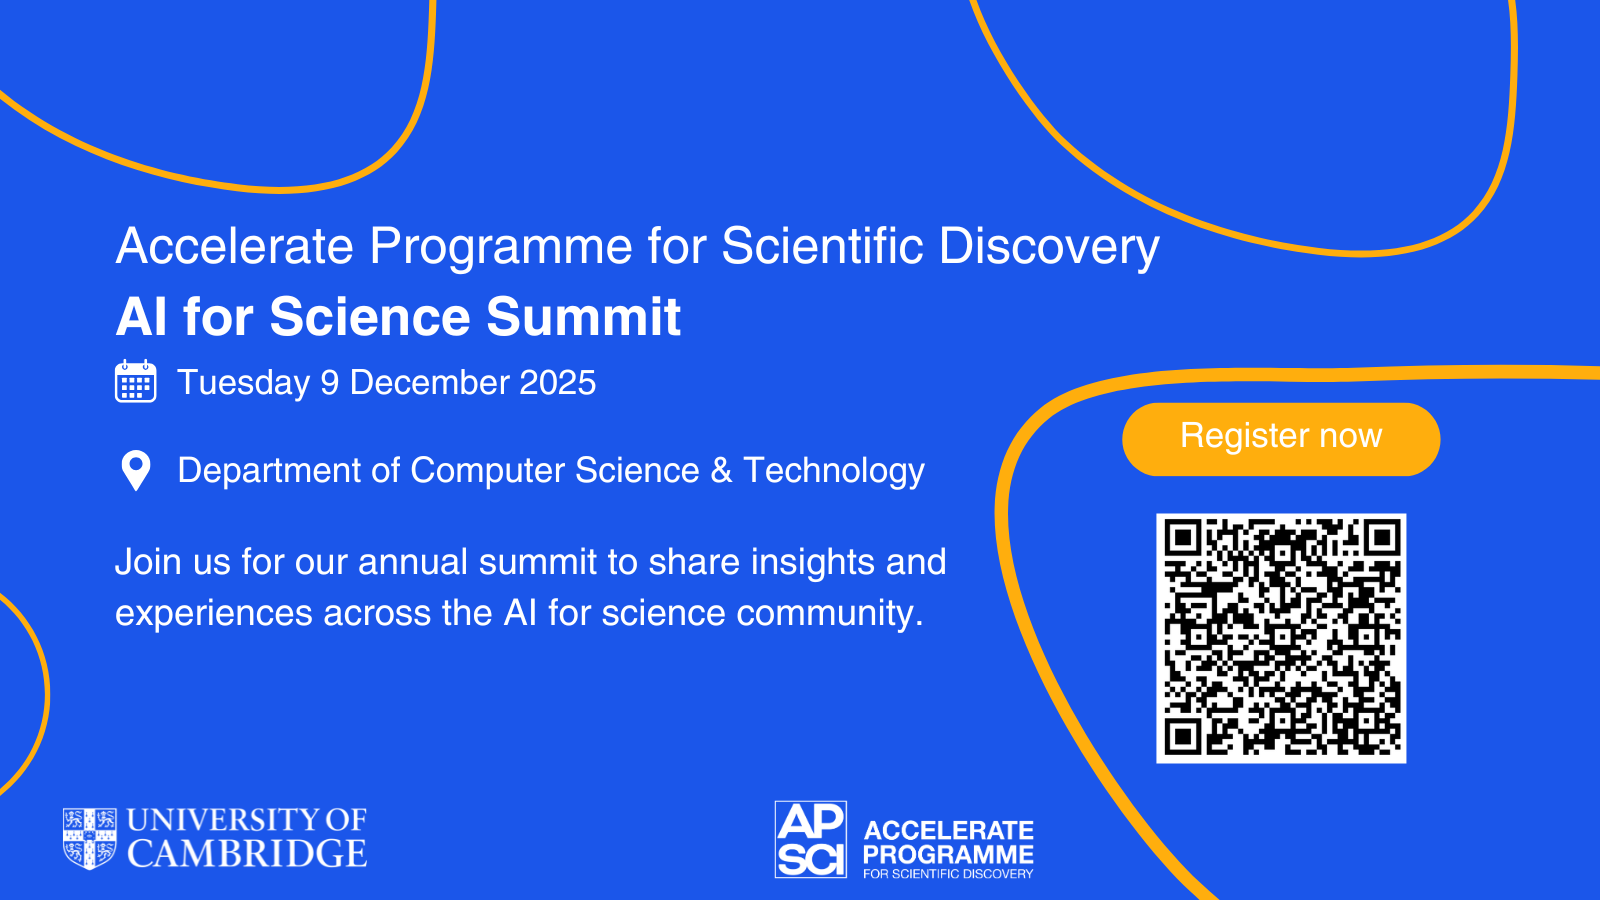 Accelerate Programme for Scientific Discovery
AI for Science Summit
Tuesday 9 December 2025
Department of Computer Science & Technology
Join us for our annual summit to share insights and
experiences across the AI for science community.
Register now
UNIVERSITY OF
CAMBRIDGE
AP
SCI
ACCELERATE
PROGRAMME
FOR SCIENTIFIC DISCOVERY